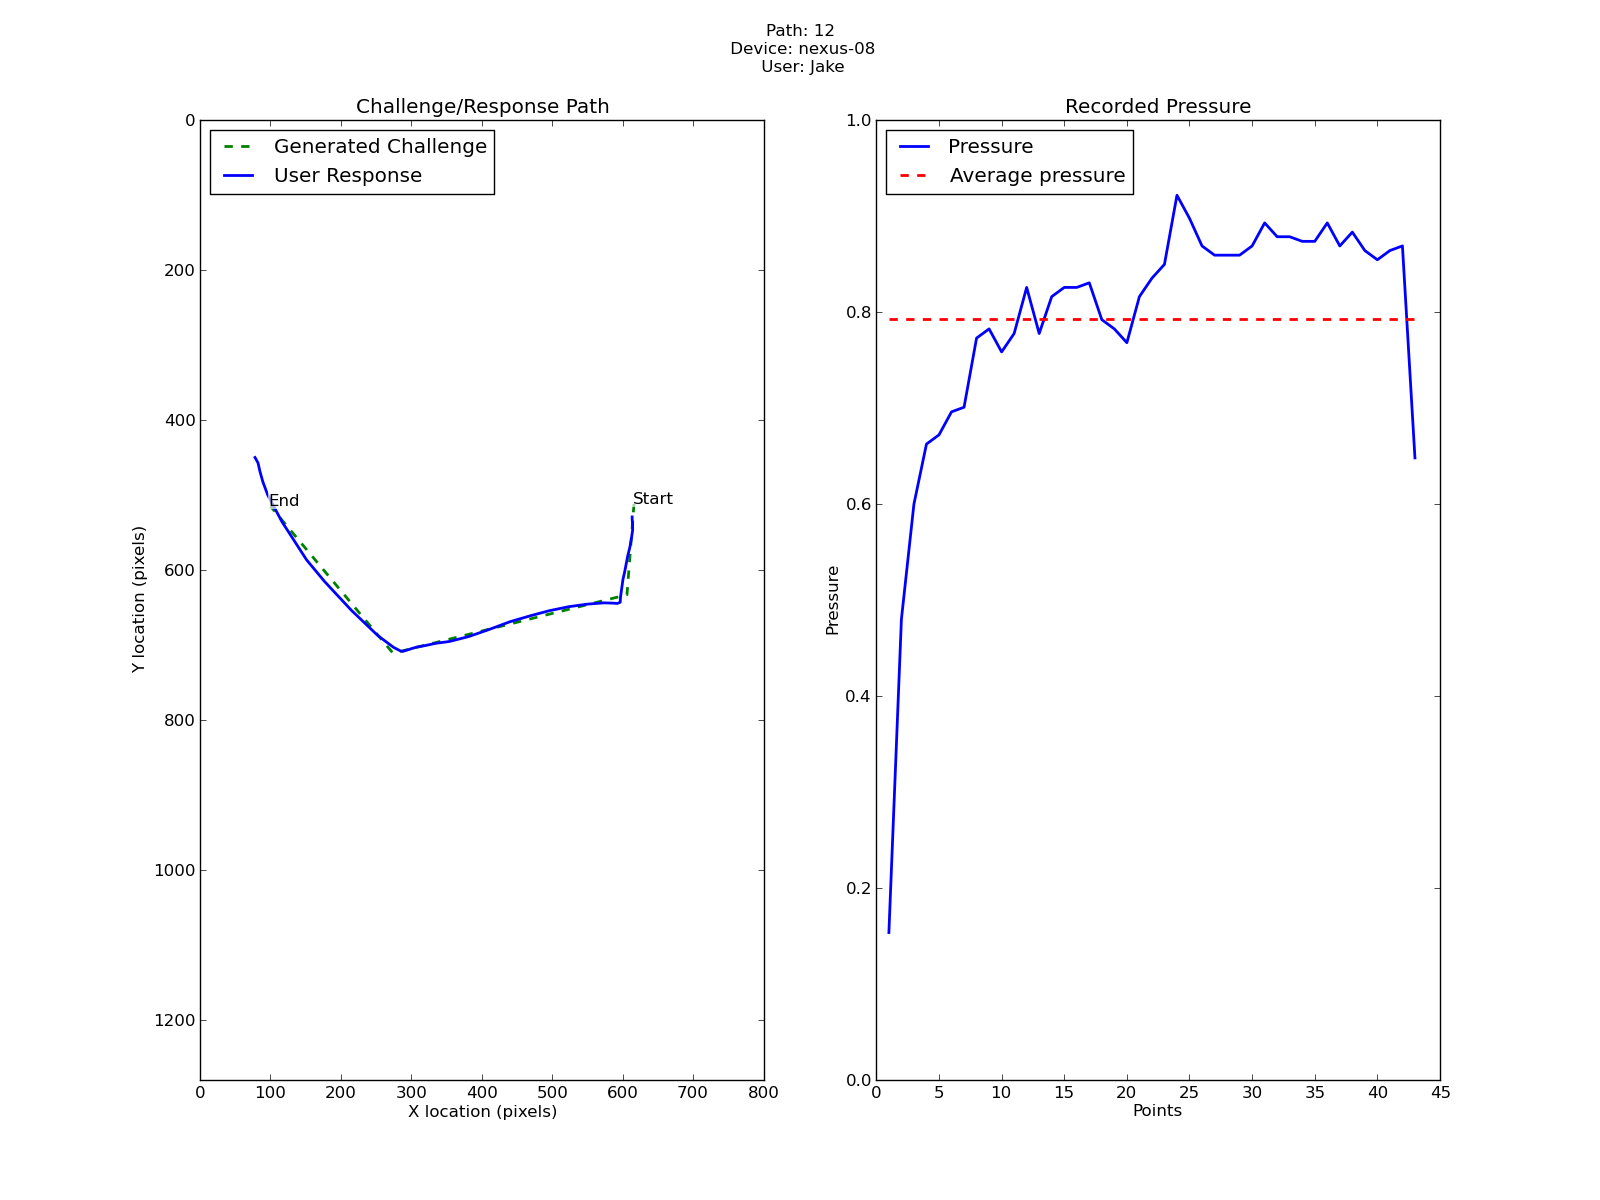 Path: 12
Device: nexus-08
User: Jake
Challenge/Response Path
Generated Challenge
User Response
0
200
400
600
800
1000
1200
Y location (pixels)
End
Start
0 100 200 300 400 500 600 700 800
X location (pixels)
Recorded Pressure
Pressure
Average pressure
1.0
0.8
0.6
0.4
0.2
0.0
Pressure
0 5 10 15 20 25 30 35 40 45
Points